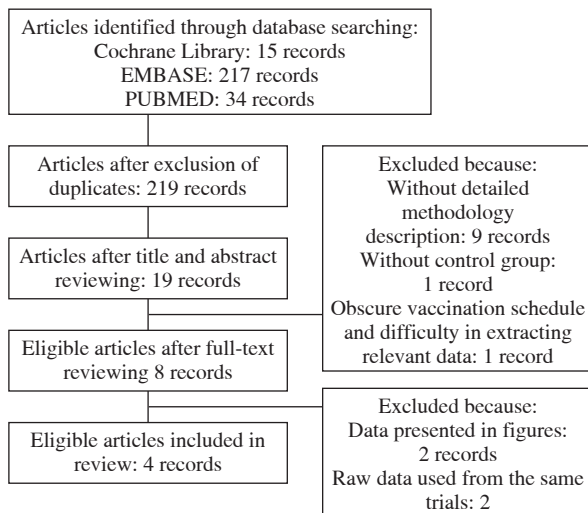 Articles identified through database searching:
Cochrane Library: 15 records
EMBASE: 217 records
PUBMED: 34 records
Articles after exclusion of
duplicates: 219 records
Articles after title and abstract
reviewing: 19 records
Excluded because:
Without detailed
methodology
description: 9 records
Without control group:
1 record
Obscure vaccination schedule
and difficulty in extracting
relevant data: 1 record
Eligible articles after full-text
reviewing 8 records
Excluded because:
Data presented in figures:
2 records
Raw data used from the same
trials: 2
Eligible articles included in
review: 4 records